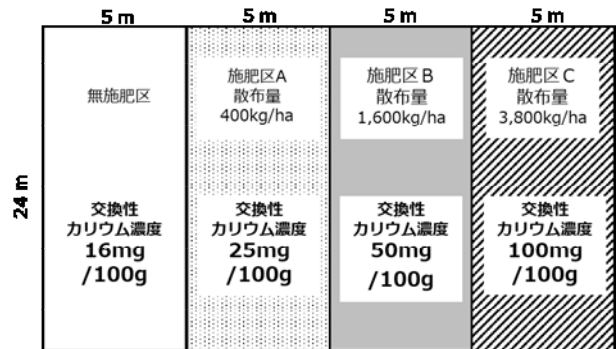 5 m
5 m
5 m
5 m
24 m
無施肥区
施肥区A
散布量
400kg/ha
施肥区B
散布量
1,600kg/ha
施肥区C
散布量
3,800kg/ha
交換性
カリウム濃度
16mg
/100g
交換性
カリウム濃度
25mg
/100g
交換性
カリウム濃度
50mg
/100g
交換性
カリウム濃度
100mg
/100g